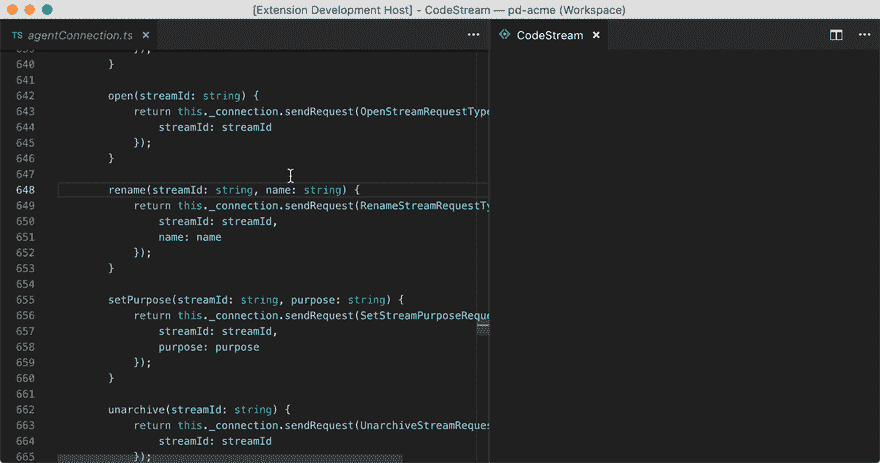 [Extension Development Host] - CodeStream — pd-acme (Workspace)
TS agentConnection.ts × ···
CodeStream × ···
639 });
640 }
641
642 open(streamId: string) {
643 return this._connection.sendRequest(OpenStreamRequestType
644 streamId: streamId
645 });
646 }
647
648 rename(streamId: string, name: string) {
649 return this._connection.sendRequest(RenameStreamRequestTy
650 streamId: streamId,
651 name: name
652 });
653 }
654
655 setPurpose(streamId: string, purpose: string) {
656 return this._connection.sendRequest(SetStreamPurposeReque
657 streamId: streamId,
658 purpose: purpose
659 });
660 }
661
662 unarchive(streamId: string) {
663 return this._connection.sendRequest(UnarchiveStreamReques
664 streamId: streamId
665 });